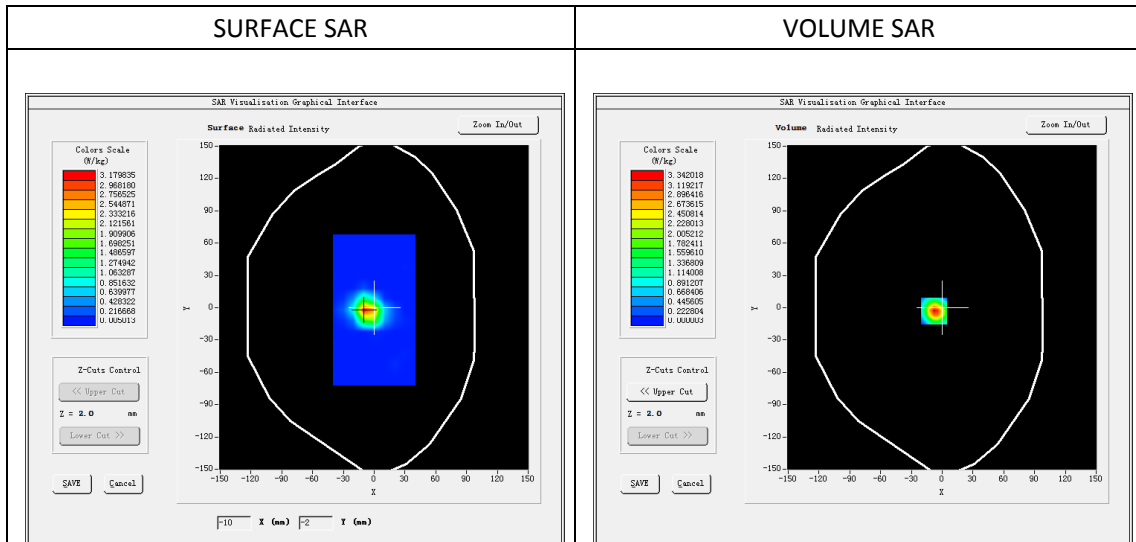 SURFACE SAR
VOLUME SAR
SAR Visualisation Graphical Interface
Surface Radiated Intensity
Zoom In/Out
Colors Scale
(W/kg)
3.179835
2.968180
2.756525
2.544871
2.333216
2.121561
1.909906
1.698251
1.486597
1.274942
1.063287
0.851632
0.639977
0.428322
0.216668
0.005013
150
90
60
30
0
-30
-60
-90
-120
-150
Y
-150 -120 -90 -60 -30 0 30 60 90 120 150
X
Z-Cuts Control
<< Upper Cut
Z = 2.0 mm
Lower Cut >>
SAVE Cancel
-10 X (mm) -2 Y (mm)
SAR Visualisation Graphical Interface
Volume Radiated Intensity
Zoom In/Out
Colors Scale
(W/kg)
3.342018
3.119217
2.896416
2.673615
2.450814
2.228013
2.005212
1.782411
1.559610
1.336809
1.114008
0.891207
0.668406
0.445605
0.222804
0.000003
150
90
60
30
0
-30
-60
-90
-120
-150
Y
-150 -120 -90 -60 -30 0 30 60 90 120 150
X
Z-Cuts Control
<< Upper Cut
Z = 2.0 mm
Lower Cut >>
SAVE Cancel